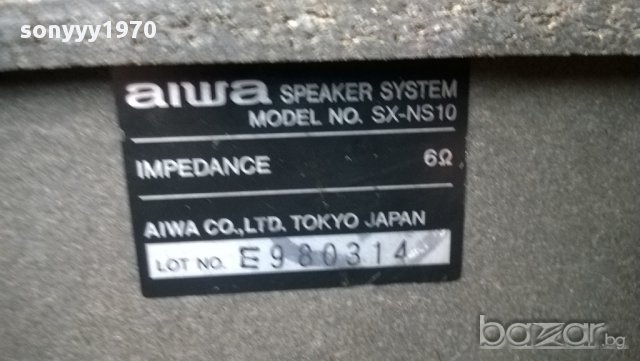 sonyyy1970
aiwa SPEAKER SYSTEM
MODEL NO. SX-NS10
IMPEDANCE 6Ω
AIWA CO.,LTD. TOKYO JAPAN
LOT NO. E980314
bazar.bg